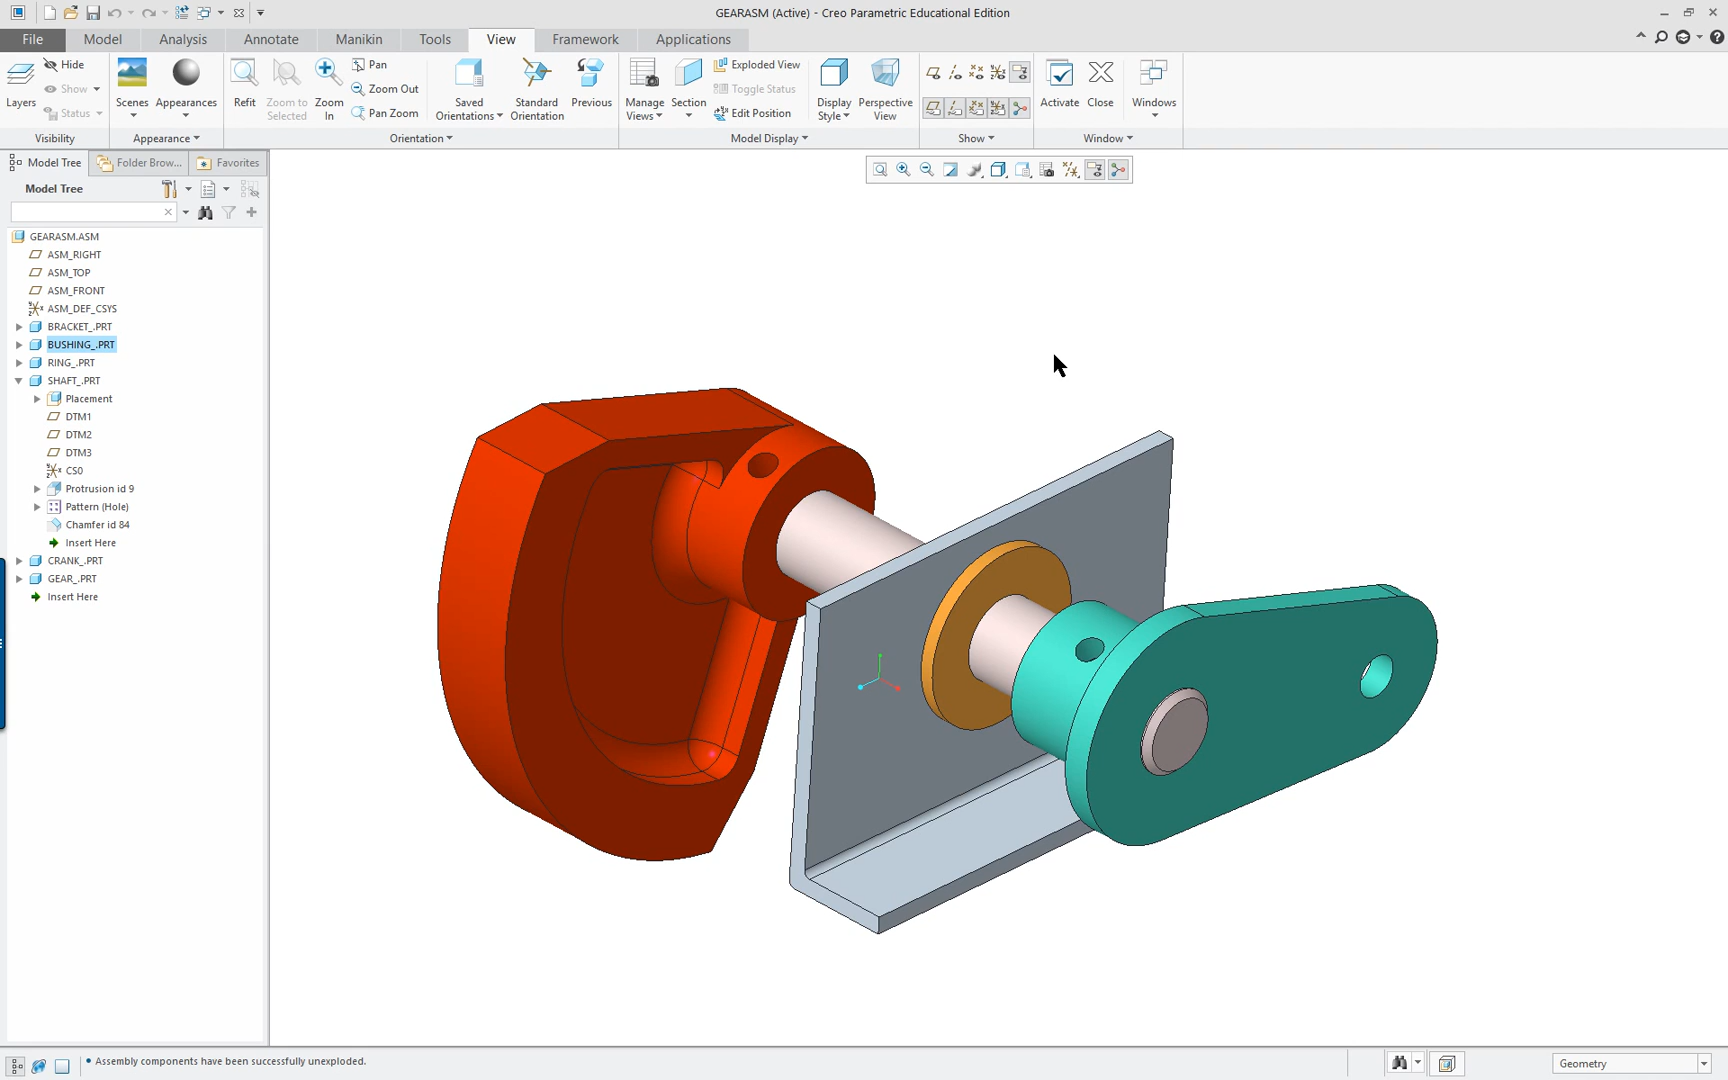 GEARASM (Active) - Creo Parametric Educational Edition
File Model Analysis Annotate Manikin Tools View Framework Applications
Layers
Hide
Show
Status
Visibility
Scenes
Appearances
Appearance
Refit
Zoom to Selected
Zoom In
Pan
Zoom Out
Pan Zoom
Saved Orientations
Standard Orientation
Previous
Orientation
Manage Views
Section
Exploded View
Toggle Status
Edit Position
Display Style
Perspective View
Model Display
Show
Activate
Close
Windows
Window
Model Tree
Folder Brow...
Favorites
Model Tree
GEARASM.ASM
ASM_RIGHT
ASM_TOP
ASM_FRONT
ASM_DEF_CSYS
BRACKET_.PRT
BUSHING_.PRT
RING_.PRT
SHAFT_.PRT
Placement
DTM1
DTM2
DTM3
CS0
Protrusion id 9
Pattern (Hole)
Chamfer id 84
Insert Here
CRANK_.PRT
GEAR_.PRT
Insert Here
• Assembly components have been successfully unexploded.
Geometry